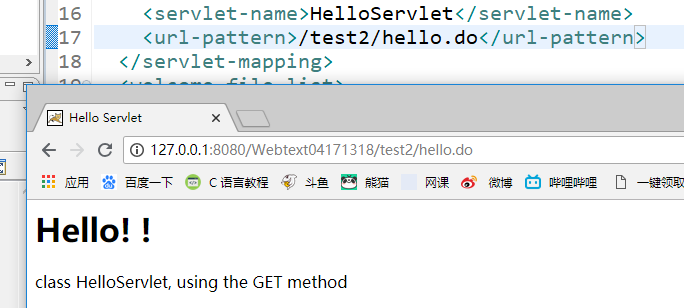 16 <servlet-name>HelloServlet</servlet-name>
17 <url-pattern>/test2/hello.do</url-pattern>
18 </servlet-mapping>
Hello Servlet
127.0.0.1:8080/Webtext04171318/test2/hello.do
应用 百度一下 C 语言教程 斗鱼 熊猫 网课 微博 哔哩哔哩 一键领取
Hello! !
class HelloServlet, using the GET method